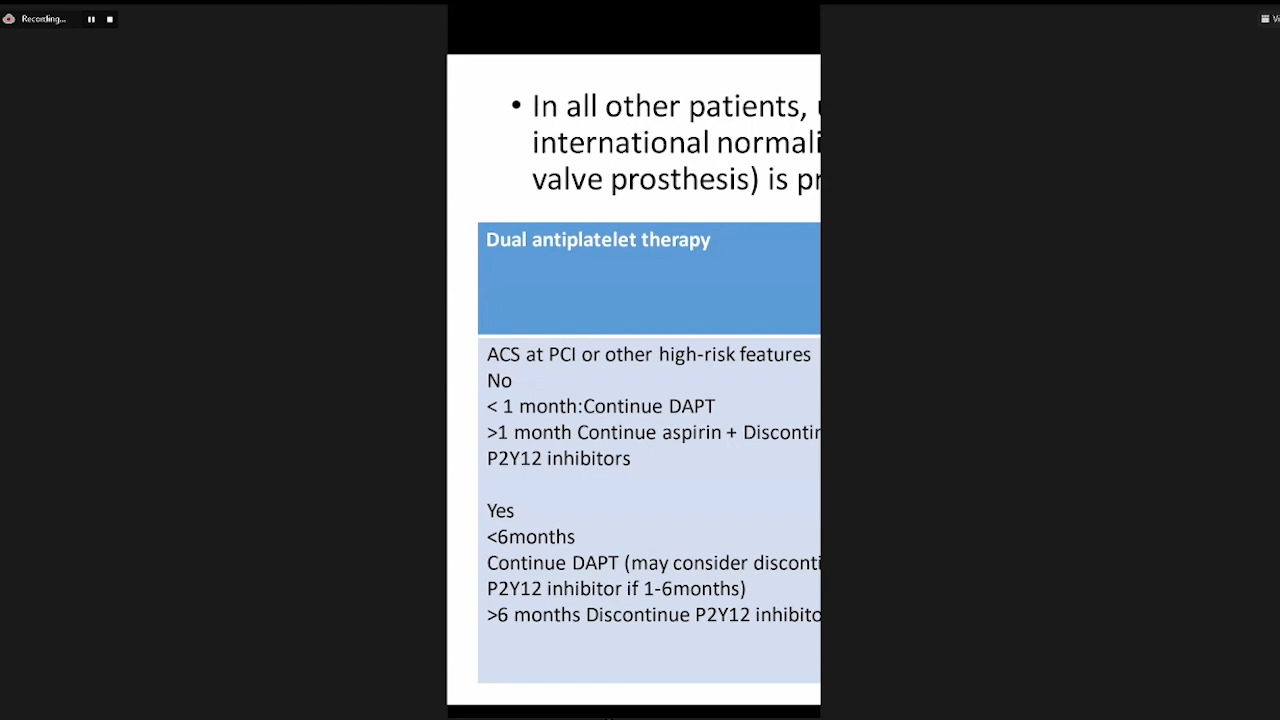 Recording...
• In all other patients,
international normali
valve prosthesis) is pr
Dual antiplatelet therapy
ACS at PCI or other high-risk features
No
< 1 month:Continue DAPT
>1 month Continue aspirin + Discontin
P2Y12 inhibitors
Yes
<6months
Continue DAPT (may consider disconti
P2Y12 inhibitor if 1-6months)
>6 months Discontinue P2Y12 inhibito